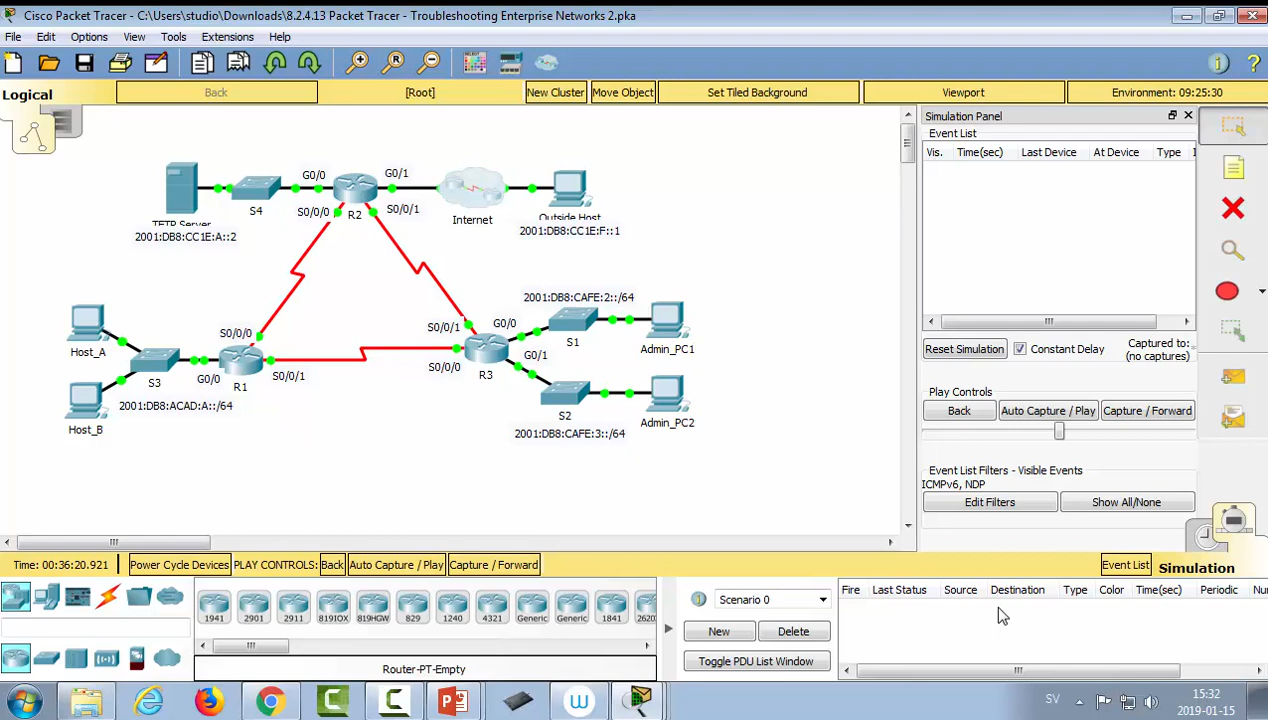 Cisco Packet Tracer - C:\Users\studio\Downloads\8.2.4.13 Packet Tracer - Troubleshooting Enterprise Networks 2.pka
File Edit Options View Tools Extensions Help
Logical Back [Root] New Cluster Move Object Set Tiled Background Viewport Environment: 09:25:30
Simulation Panel
Event List
Vis. Time(sec) Last Device At Device Type
G0/0 G0/1
S4 S0/0/0 R2 S0/0/1 Internet
TFTP Server Outside Host
2001:DB8:CC1E:A::2 2001:DB8:CC1E:F::1
2001:DB8:CAFE:2::/64
S0/0/0 S0/0/1 G0/0 S1 Admin_PC1
Host_A
S3 G0/0 R1 S0/0/1 S0/0/0 R3 G0/1
2001:DB8:ACAD:A::/64
Host_B
S2 Admin_PC2
2001:DB8:CAFE:3::/64
Reset Simulation Constant Delay Captured to:
(no captures)
Play Controls
Back Auto Capture / Play Capture / Forward
Event List Filters - Visible Events
ICMPv6, NDP
Edit Filters Show All/None
Time: 00:36:20.921 Power Cycle Devices PLAY CONTROLS: Back Auto Capture / Play Capture / Forward Event List Simulation
1941 2901 2911 819IOX 819HGW 829 1240 4321 Generic Generic 1841
Router-PT-Empty
Scenario 0
New Delete
Toggle PDU List Window
Fire Last Status Source Destination Type Color Time(sec) Periodic
SV 15:32
2019-01-15